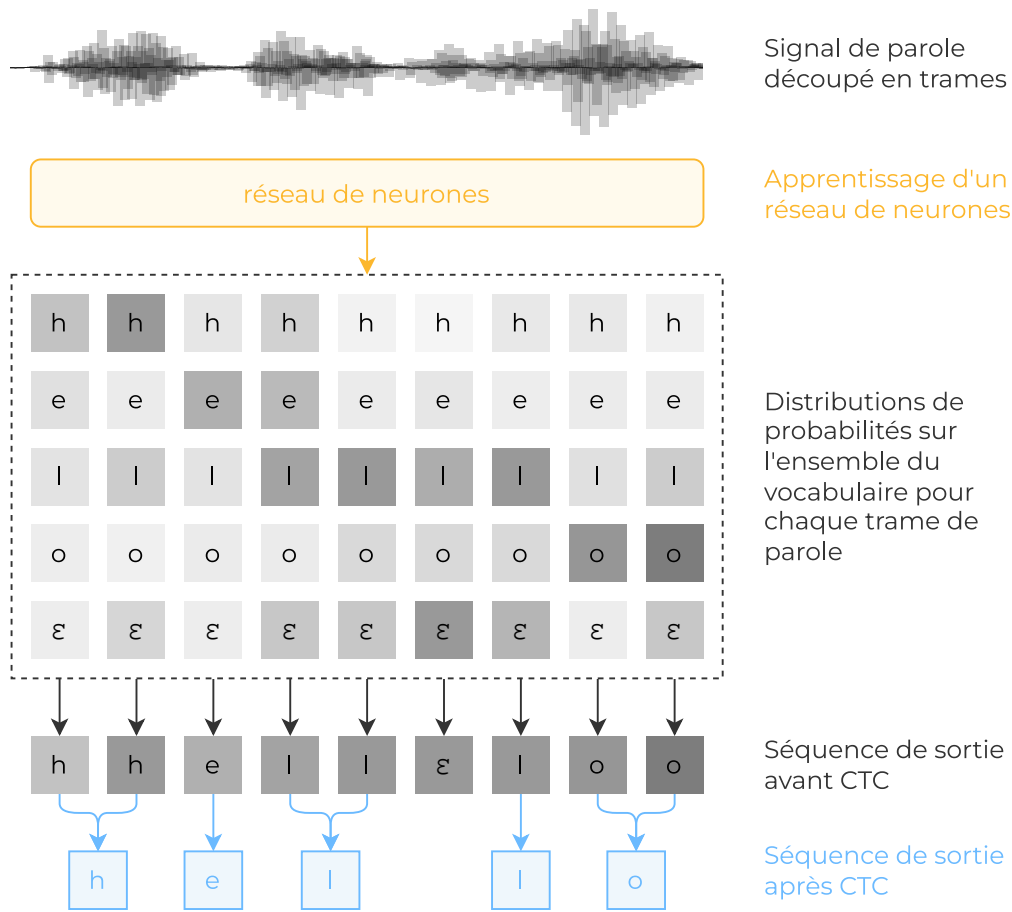 Signal de parole
découpé en trames
réseau de neurones
Apprentissage d'un
réseau de neurones
h h h h h h h h h
e e e e e e e e e
l l l l l l l l l
o o o o o o o o o
ε ε ε ε ε ε ε ε ε
Distributions de
probabilités sur
l'ensemble du
vocabulaire pour
chaque trame de
parole
h h e l l ε l o o
Séquence de sortie
avant CTC
h e l l o
Séquence de sortie
après CTC